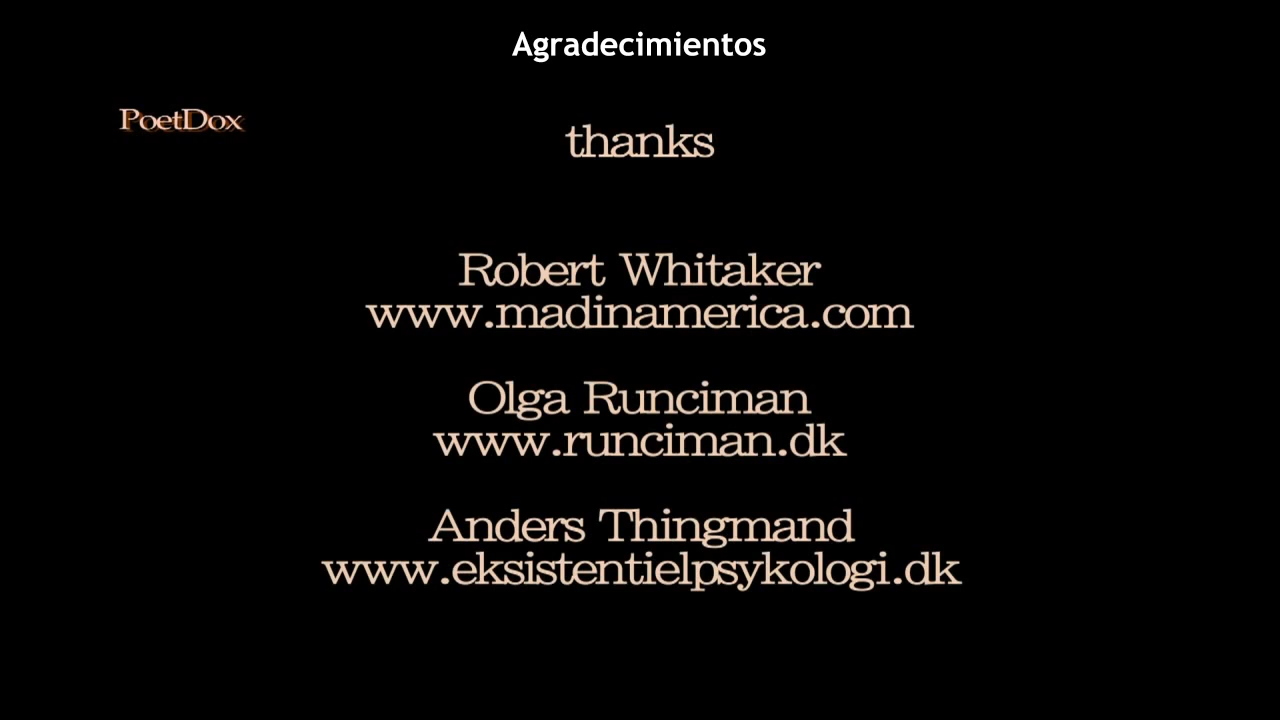 Agradecimientos
PoetDox
thanks
Robert Whitaker
www.madinamerica.com
Olga Runciman
www.runciman.dk
Anders Thingmand
www.eksistentielpsykologi.dk